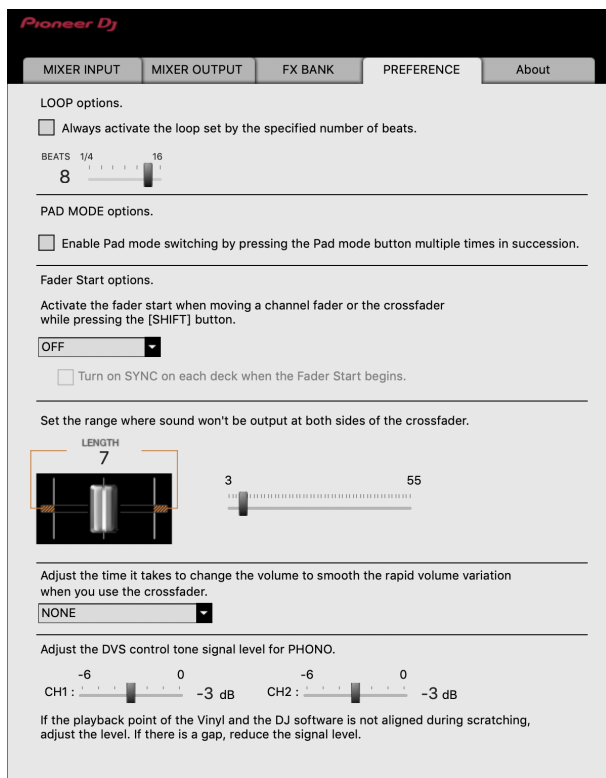 Pioneer Dj
MIXER INPUT MIXER OUTPUT FX BANK PREFERENCE About
LOOP options.
Always activate the loop set by the specified number of beats.
BEATS 1/4 16
8
PAD MODE options.
Enable Pad mode switching by pressing the Pad mode button multiple times in succession.
Fader Start options.
Activate the fader start when moving a channel fader or the crossfader
while pressing the [SHIFT] button.
OFF
Turn on SYNC on each deck when the Fader Start begins.
Set the range where sound won't be output at both sides of the crossfader.
LENGTH
7
3 55
Adjust the time it takes to change the volume to smooth the rapid volume variation
when you use the crossfader.
NONE
Adjust the DVS control tone signal level for PHONO.
-6 0 -6 0
CH1 : -3 dB CH2 : -3 dB
If the playback point of the Vinyl and the DJ software is not aligned during scratching,
adjust the level. If there is a gap, reduce the signal level.